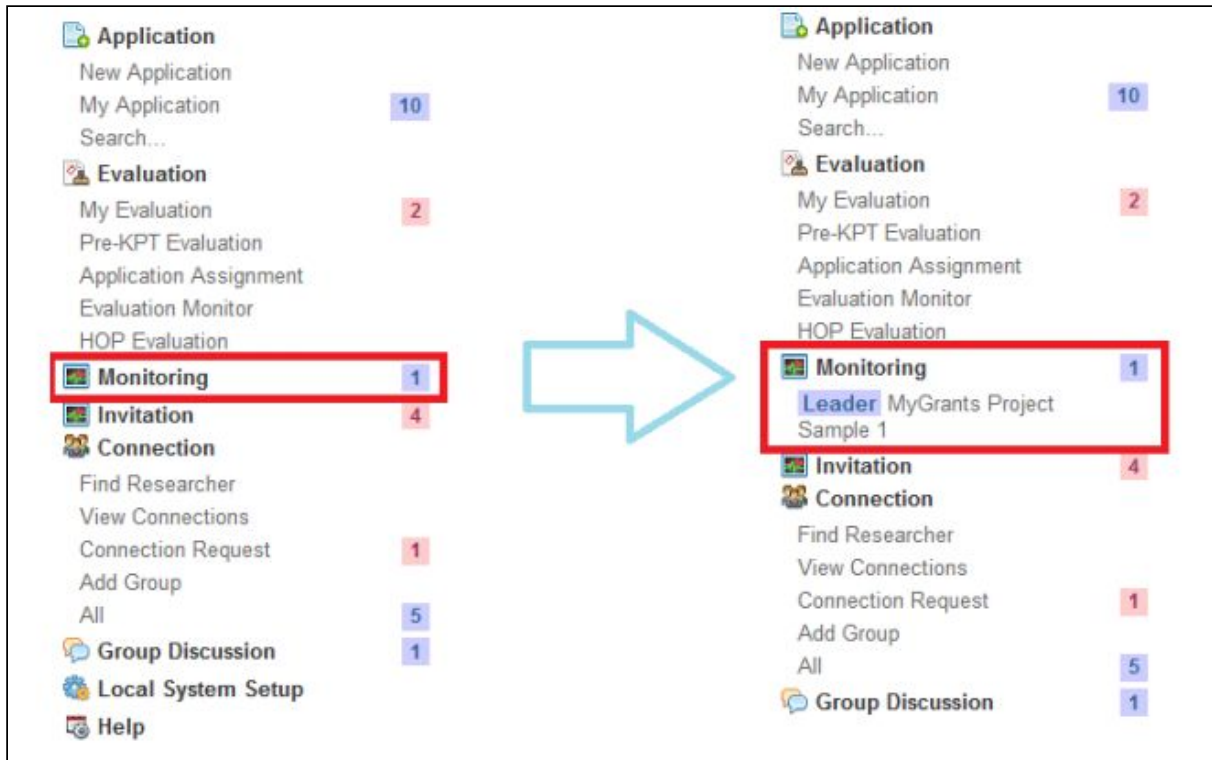 Application
New Application
My Application 10
Search...
Evaluation
My Evaluation 2
Pre-KPT Evaluation
Application Assignment
Evaluation Monitor
HOP Evaluation
Monitoring 1
Invitation 4
Connection
Find Researcher
View Connections
Connection Request 1
Add Group
All 5
Group Discussion 1
Local System Setup
Help
Application
New Application
My Application 10
Search...
Evaluation
My Evaluation 2
Pre-KPT Evaluation
Application Assignment
Evaluation Monitor
HOP Evaluation
Monitoring 1
Leader MyGrants Project
Sample 1
Invitation 4
Connection
Find Researcher
View Connections
Connection Request 1
Add Group
All 5
Group Discussion 1